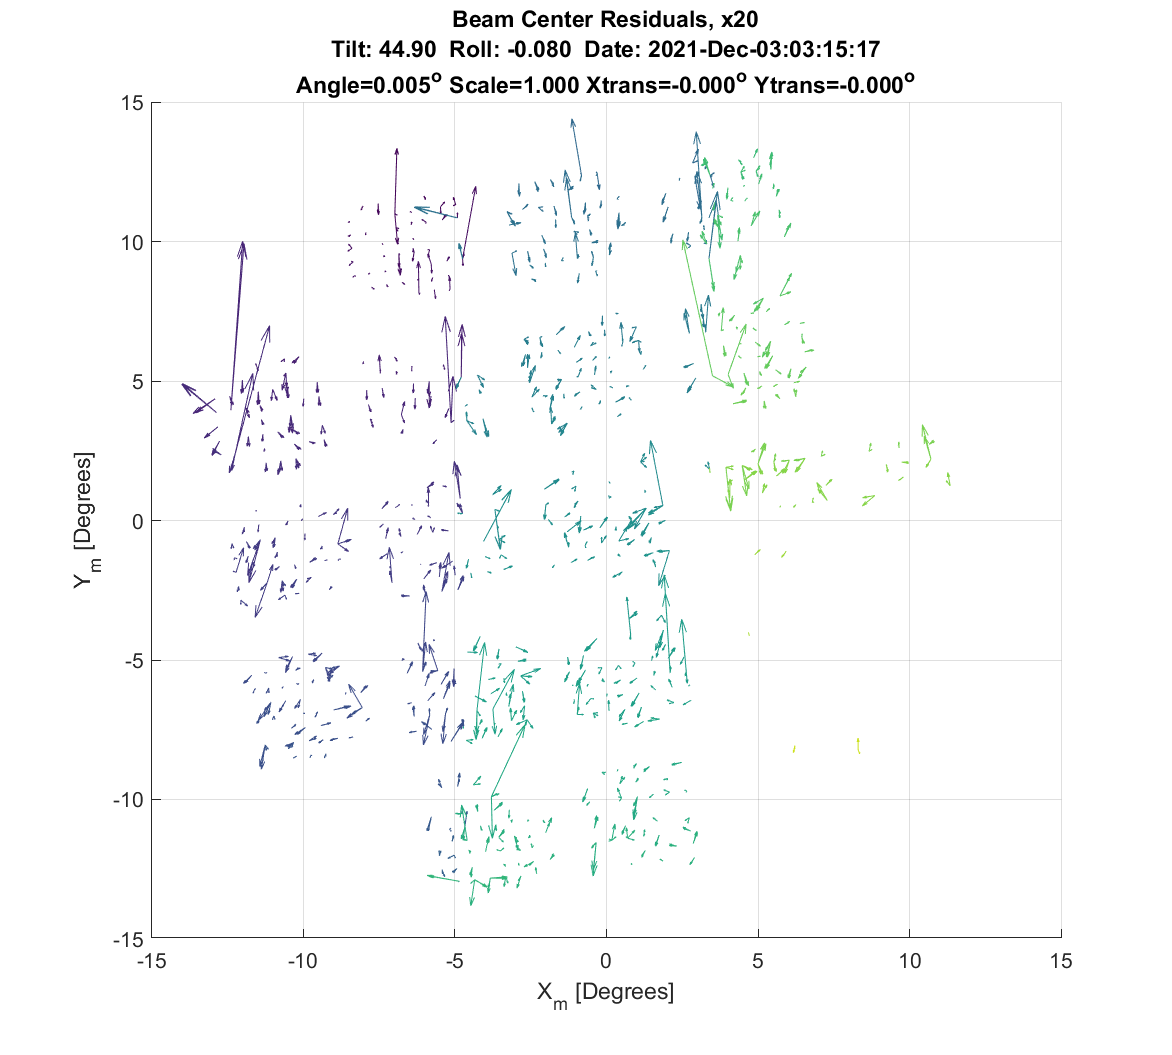 Beam Center Residuals, x20
Tilt: 44.90 Roll: -0.080 Date: 2021-Dec-03:03:15:17
Angle=0.005° Scale=1.000 Xtrans=-0.000° Ytrans=-0.000°
15
10
5
0
-5
-10
-15
Y_m [Degrees]
-15 -10 -5 0 5 10 15
X_m [Degrees]